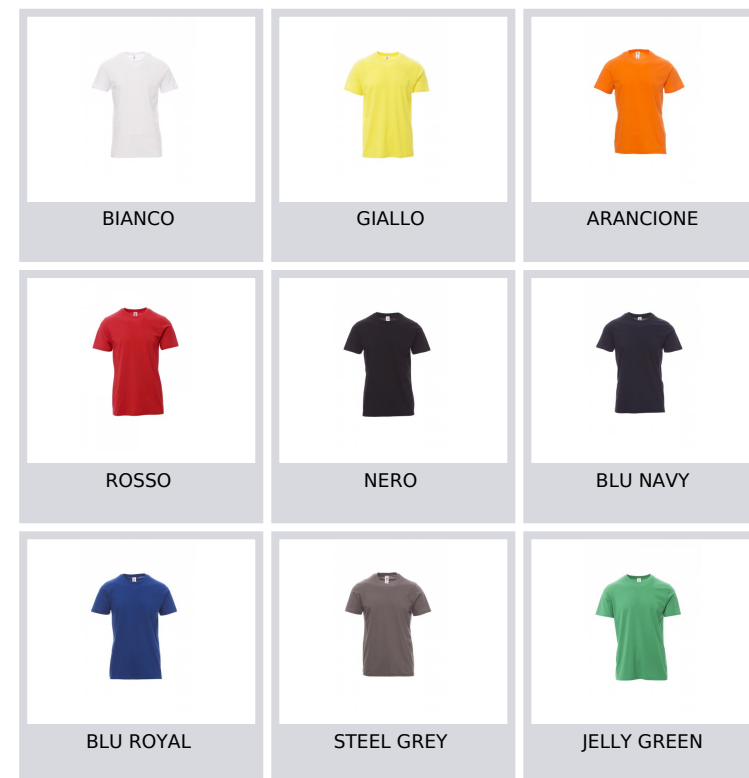 BIANCO
GIALLO
ARANCIONE
ROSSO
NERO
BLU NAVY
BLU ROYAL
STEEL GREY
JELLY GREEN